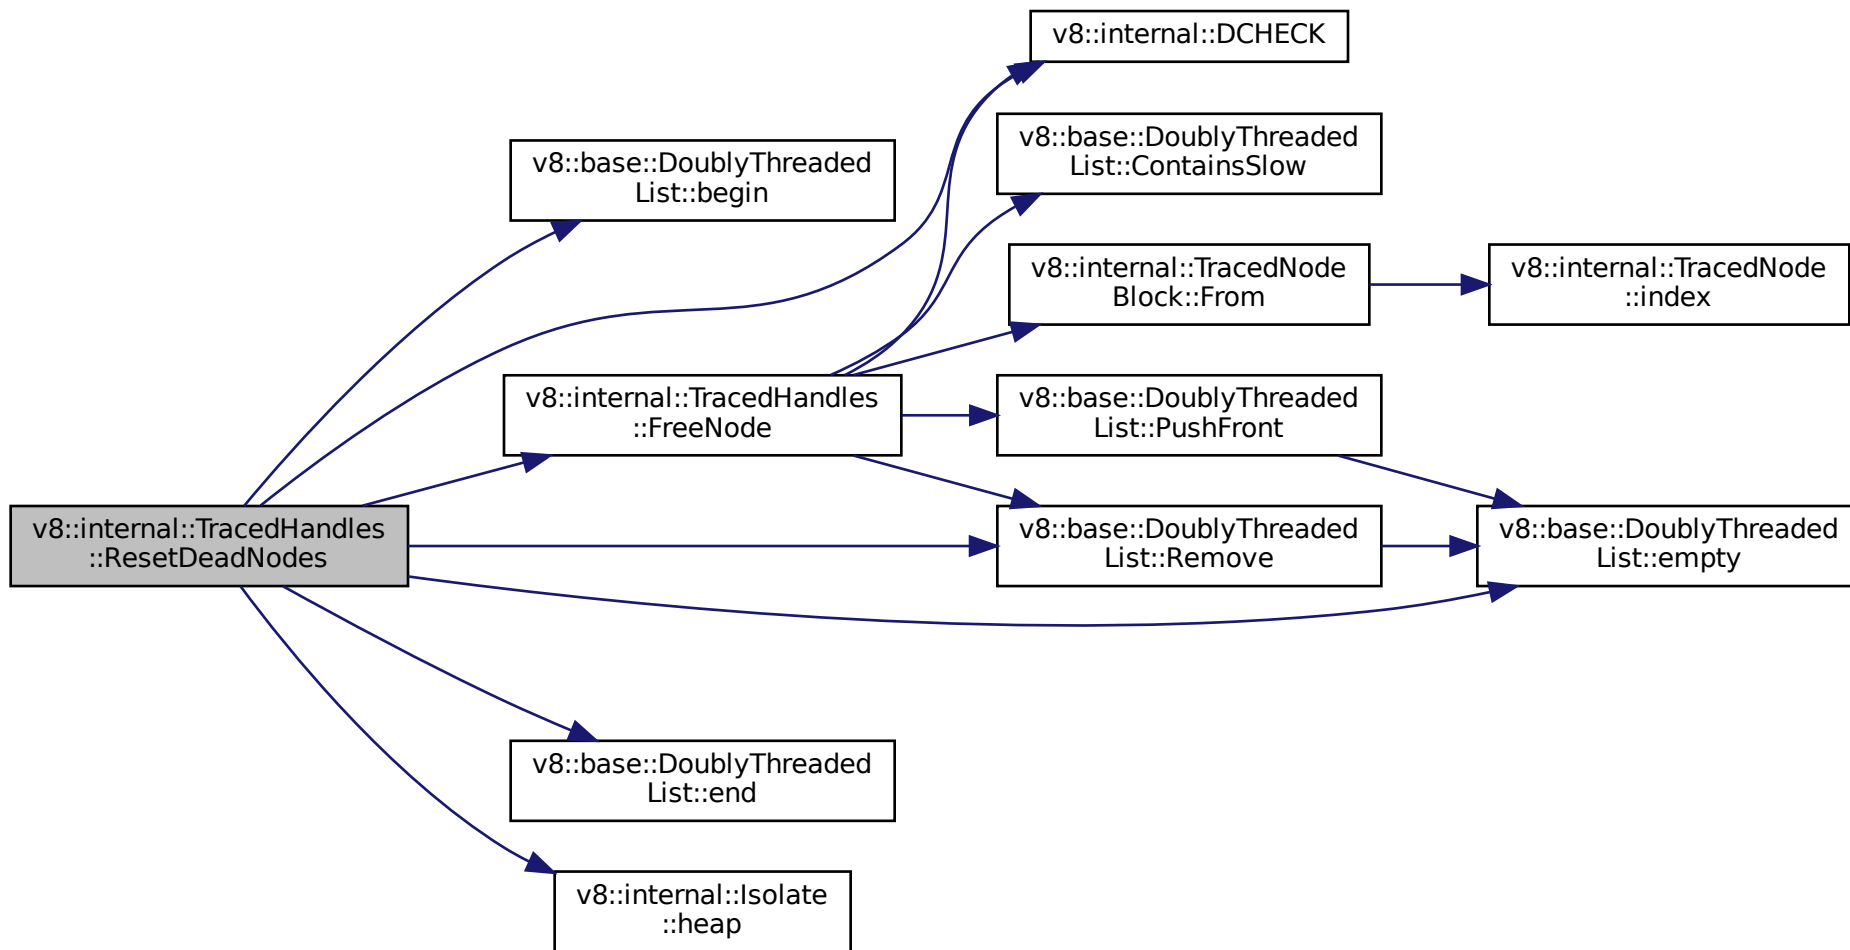 v8::internal::DCHECK
v8::base::DoublyThreaded
List::ContainsSlow
v8::base::DoublyThreaded
List::begin
v8::internal::TracedNode
Block::From
v8::internal::TracedNode
::index
v8::internal::TracedHandles
::FreeNode
v8::base::DoublyThreaded
List::PushFront
v8::internal::TracedHandles
::ResetDeadNodes
v8::base::DoublyThreaded
List::Remove
v8::base::DoublyThreaded
List::empty
v8::base::DoublyThreaded
List::end
v8::internal::Isolate
::heap